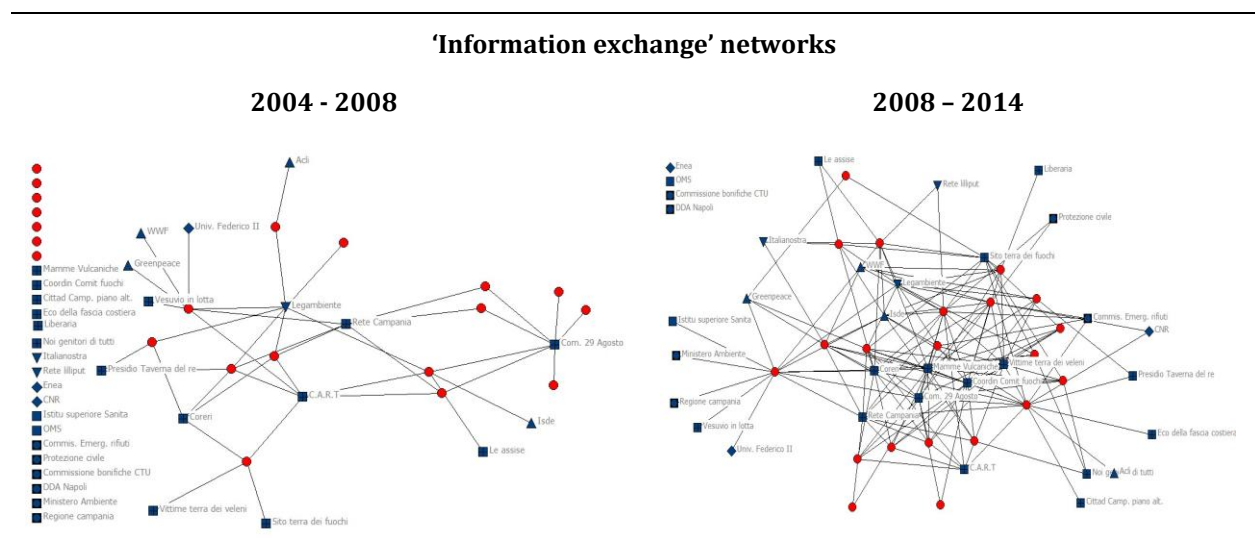 ‘Information exchange’ networks
2004 - 2008
2008 – 2014
Acli
WWF
Univ. Federico II
Greenpeace
Mamme Vulcaniche
Coordin Comit fuochi
Cittad Camp. piano alt.
Eco della fascia costiera
Liberaria
Noi genitori di tutti
Italianostra
Rete liliput
Enea
CNR
Istitu superiore Sanita
OMS
Commis. Emerg. rifiuti
Protezione civile
Commissione bonifiche CTU
DDA Napoli
Ministero Ambiente
Regione campania
Vesuvio in lotta
Legambiente
Rete Campania
Com. 29 Agosto
Presidio Taverna del re
C.A.R.T
Coreri
Isde
Le assise
Vittime terra dei veleni
Sito terra dei fuochi
Enea
OMS
Commissione bonifiche CTU
DDA Napoli
Le assise
Rete liliput
Liberaria
Protezione civile
Italianostra
Sito terra dei fuochi
WWF
Legambiente
Greenpeace
Isde
Istitu superiore Sanita
Commis. Emerg. rifiuti
CNR
Ministero Ambiente
Vittime terra dei veleni
Coreri
Mamme Vulcaniche
Presidio Taverna del re
Coordin Comit fuochi
Com. 29 Agosto
Regione campania
Rete Campania
Vesuvio in lotta
Eco della fascia costiera
Univ. Federico II
C.A.R.T
Noi
Acli
di tutti
Cittad Camp. piano alt.